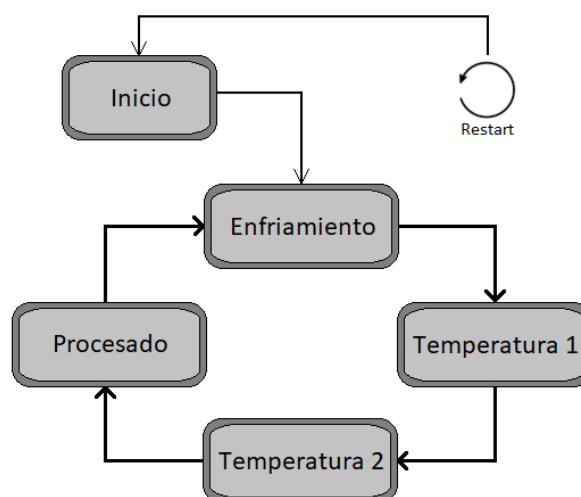 Inicio
Restart
Enfriamiento
Procesado
Temperatura 1
Temperatura 2